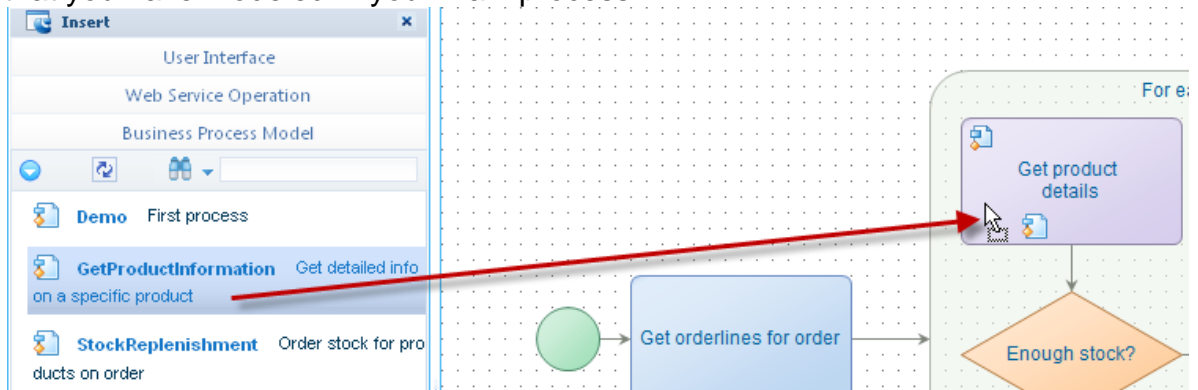 Insert
User Interface
Web Service Operation
Business Process Model
Demo First process
GetProductInformation Get detailed info
on a specific product
StockReplenishment Order stock for pro
ducts on order
For ea
Get product
details
Get orderlines for order
Enough stock?